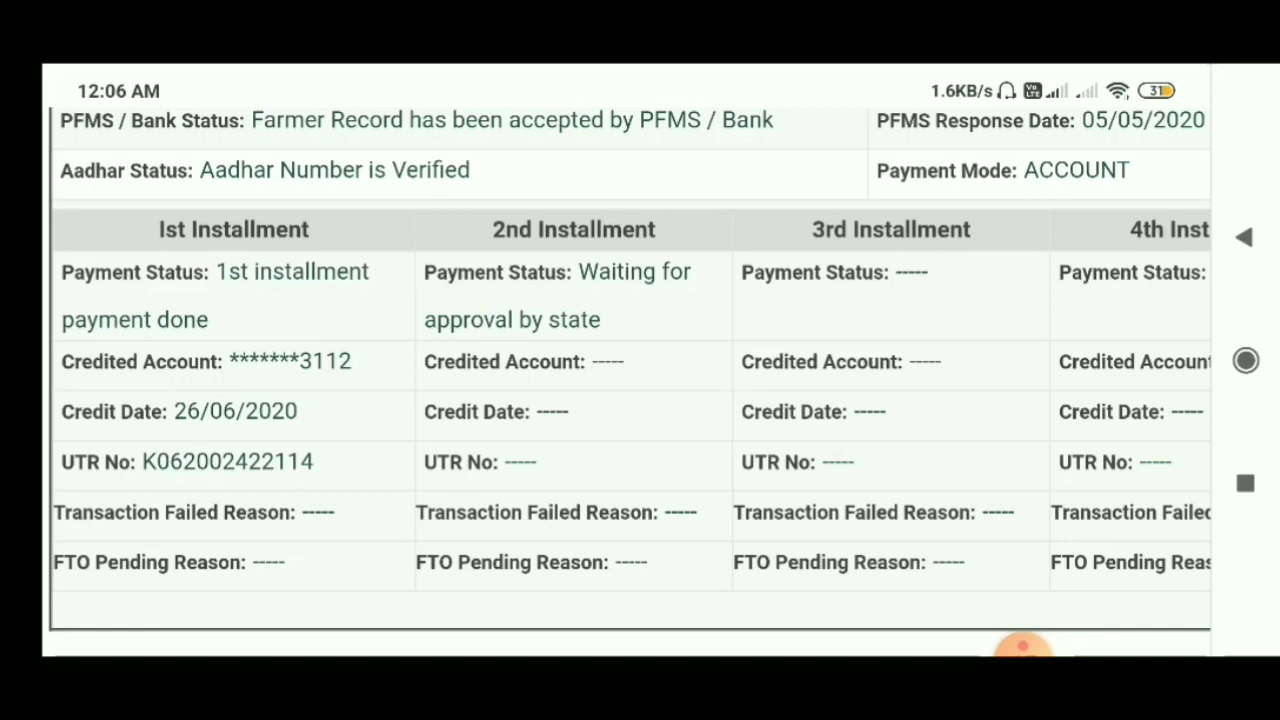 12:06 AM 1.6KB/s Vo LTE 31
PFMS / Bank Status: Farmer Record has been accepted by PFMS / Bank PFMS Response Date: 05/05/2020
Aadhar Status: Aadhar Number is Verified Payment Mode: ACCOUNT
Ist Installment 2nd Installment 3rd Installment 4th Inst
Payment Status: 1st installment Payment Status: Waiting for Payment Status: ----- Payment Status:
payment done approval by state
Credited Account: *******3112 Credited Account: ----- Credited Account: ----- Credited Account
Credit Date: 26/06/2020 Credit Date: ----- Credit Date: ----- Credit Date: -----
UTR No: K062002422114 UTR No: ----- UTR No: ----- UTR No: -----
Transaction Failed Reason: ----- Transaction Failed Reason: ----- Transaction Failed Reason: ----- Transaction Failed
FTO Pending Reason: ----- FTO Pending Reason: ----- FTO Pending Reason: ----- FTO Pending Reas